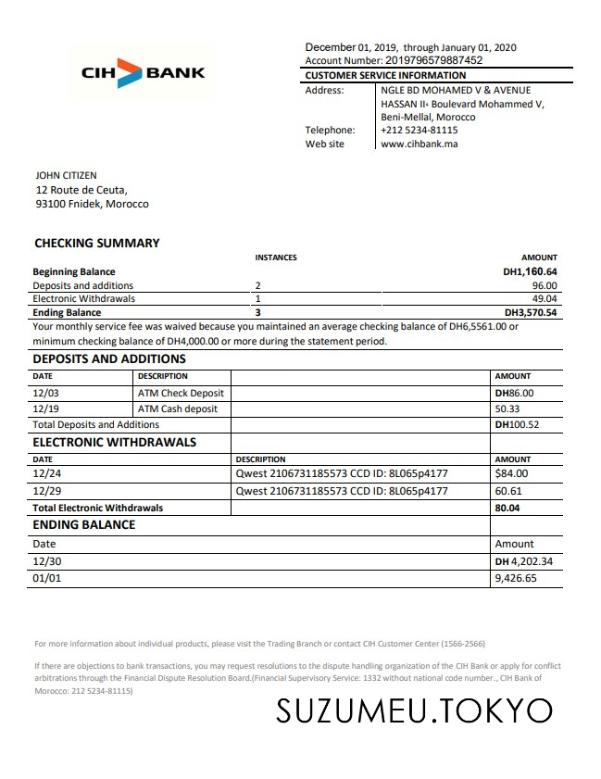 CIH BANK
December 01, 2019, through January 01, 2020
Account Number: 2019796579887452
CUSTOMER SERVICE INFORMATION
Address: NGLE BD MOHAMED V & AVENUE
HASSAN II، Boulevard Mohammed V,
Beni-Mellal, Morocco
Telephone: +212 5234-81115
Web site www.cihbank.ma
JOHN CITIZEN
12 Route de Ceuta,
93100 Fnidek, Morocco
CHECKING SUMMARY
INSTANCES AMOUNT
Beginning Balance DH1,160.64
Deposits and additions 2 96.00
Electronic Withdrawals 1 49.04
Ending Balance 3 DH3,570.54
Your monthly service fee was waived because you maintained an average checking balance of DH6,5561.00 or
minimum checking balance of DH4,000.00 or more during the statement period.
DEPOSITS AND ADDITIONS
DATE DESCRIPTION AMOUNT
12/03 ATM Check Deposit DH86.00
12/19 ATM Cash deposit 50.33
Total Deposits and Additions DH100.52
ELECTRONIC WITHDRAWALS
DATE DESCRIPTION AMOUNT
12/24 Qwest 2106731185573 CCD ID: 8L065p4177 $84.00
12/29 Qwest 2106731185573 CCD ID: 8L065p4177 60.61
Total Electronic Withdrawals 80.04
ENDING BALANCE
Date Amount
12/30 DH 4,202.34
01/01 9,426.65
For more information about individual products, please visit the Trading Branch or contact CIH Customer Center (1566-2566)
If there are objections to bank transactions, you may request resolutions to the dispute handling organization of the CIH Bank or apply for conflict
arbitrations through the Financial Dispute Resolution Board.(Financial Supervisory Service: 1332 without national code number., CIH Bank of
Morocco: 212 5234-81115)
SUZUMEU.TOKYO